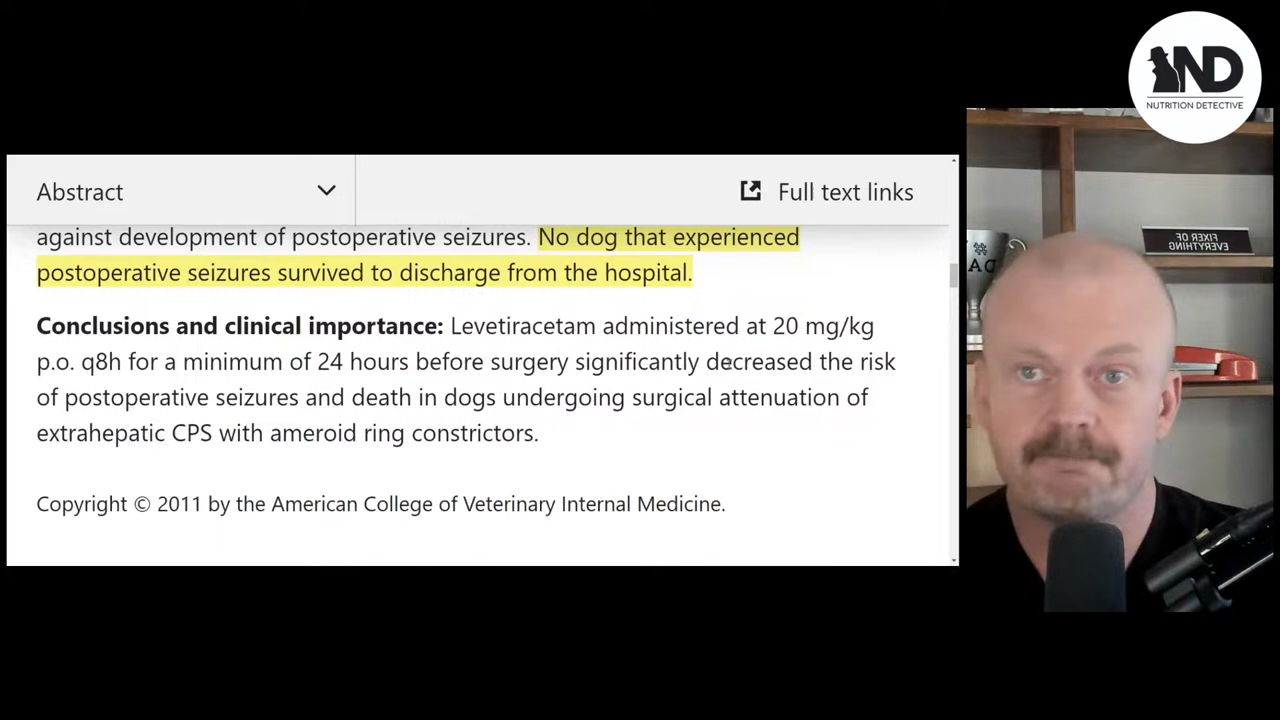 ND
NUTRITION DETECTIVE
Abstract
Full text links
against development of postoperative seizures. No dog that experienced
postoperative seizures survived to discharge from the hospital.
Conclusions and clinical importance: Levetiracetam administered at 20 mg/kg
p.o. q8h for a minimum of 24 hours before surgery significantly decreased the risk
of postoperative seizures and death in dogs undergoing surgical attenuation of
extrahepatic CPS with ameroid ring constrictors.
Copyright © 2011 by the American College of Veterinary Internal Medicine.
FIXER OF
EVERYTHING